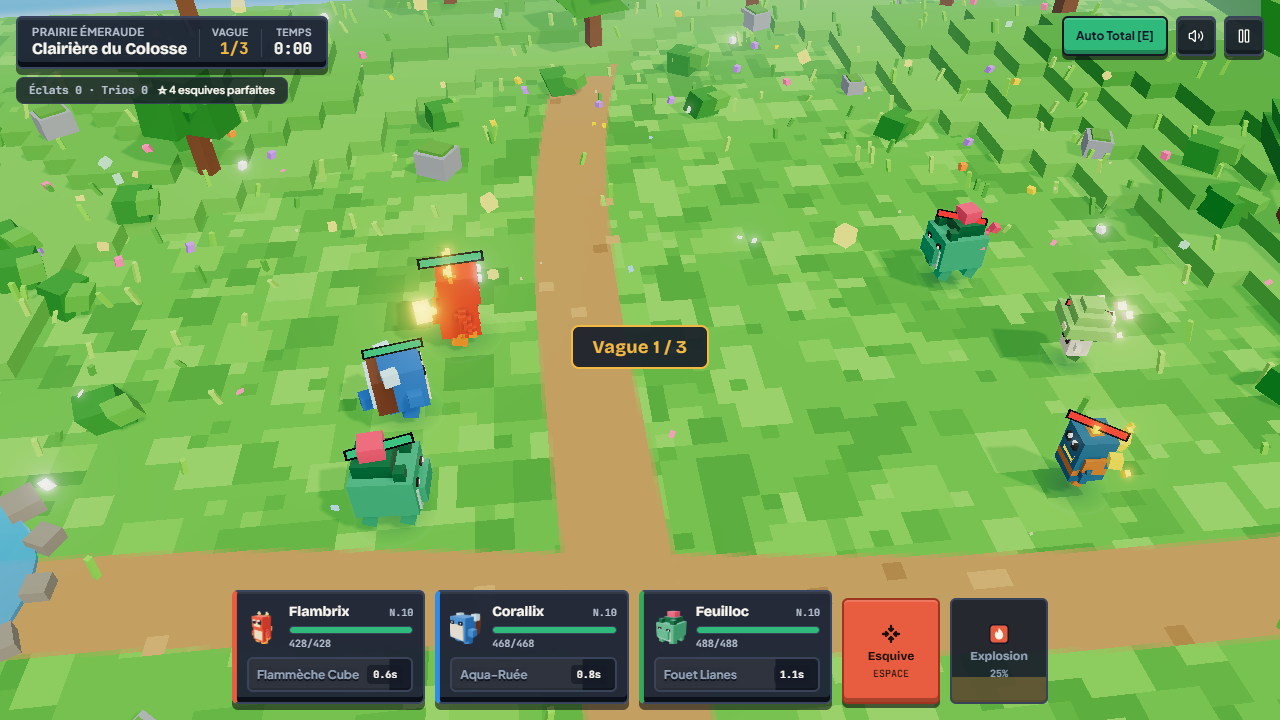 PRAIRIE ÉMERAUDE
Clairière du Colosse
VAGUE
1/3
TEMPS
0:00
Éclats 0 · Trios 0 ★ 4 esquives parfaites
Auto Total [E]
Vague 1 / 3
Flambrix N.10
428/428
Flammèche Cube 0.6s
Corallix N.10
468/468
Aqua-Ruée 0.8s
Feuilloc N.10
488/488
Fouet Lianes 1.1s
Esquive
ESPACE
Explosion
25%